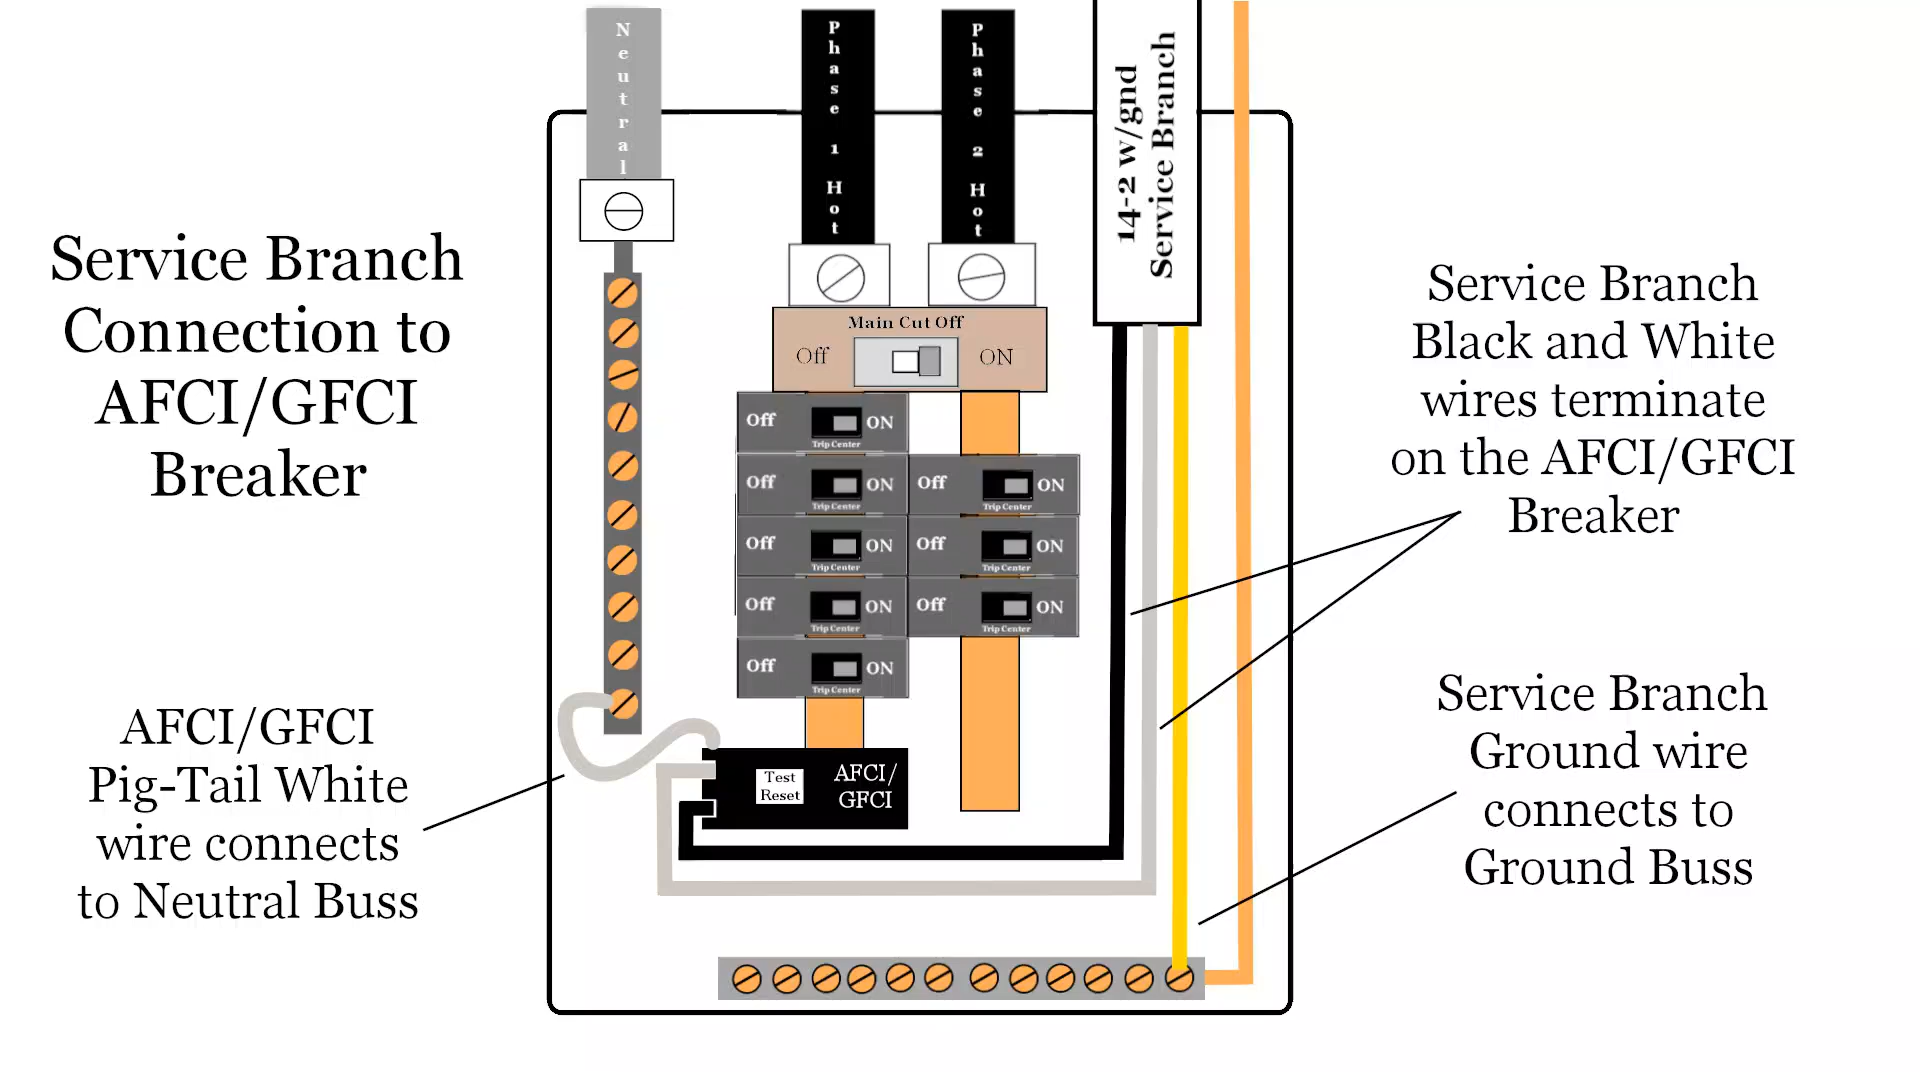 Neutral
Phase 1 Hot
Phase 2 Hot
14-2 w/gnd
Service Branch
Service Branch
Connection to
AFCI/GFCI
Breaker
Main Cut Off
Off ON
Off ON
Trip Center
Off ON
Trip Center
Off ON
Trip Center
Off ON
Trip Center
Off ON
Trip Center
Off ON
Trip Center
Off ON
Trip Center
Off ON
Trip Center
Test
Reset
AFCI/
GFCI
Service Branch
Black and White
wires terminate
on the AFCI/GFCI
Breaker
AFCI/GFCI
Pig-Tail White
wire connects
to Neutral Buss
Service Branch
Ground wire
connects to
Ground Buss